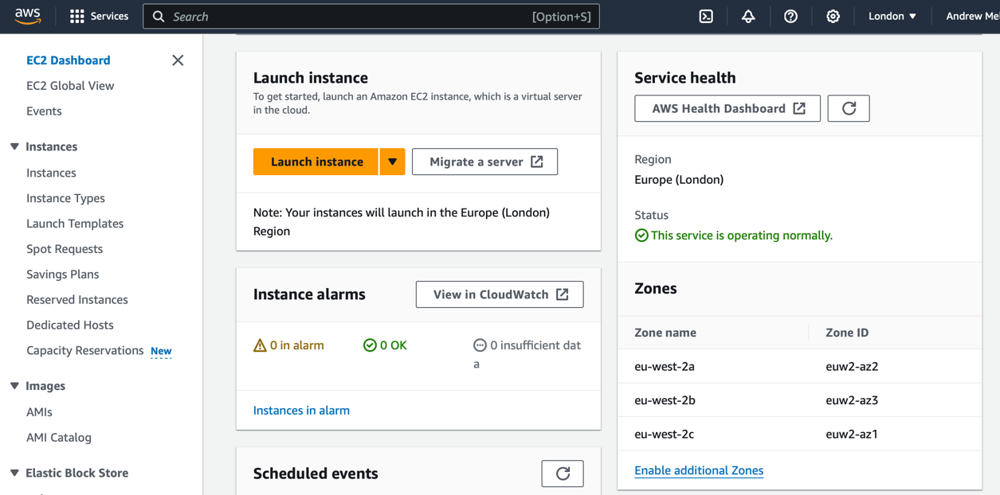 aws
Services
Search
[Option+S]
London
Andrew Me
EC2 Dashboard
EC2 Global View
Events
Instances
Instances
Instance Types
Launch Templates
Spot Requests
Savings Plans
Reserved Instances
Dedicated Hosts
Capacity Reservations New
Images
AMIs
AMI Catalog
Elastic Block Store
Launch instance
To get started, launch an Amazon EC2 instance, which is a virtual server
in the cloud.
Launch instance
Migrate a server
Note: Your instances will launch in the Europe (London)
Region
Instance alarms
View in CloudWatch
0 in alarm
0 OK
0 insufficient dat
a
Instances in alarm
Scheduled events
Service health
AWS Health Dashboard
Region
Europe (London)
Status
This service is operating normally.
Zones
Zone name Zone ID
eu-west-2a euw2-az2
eu-west-2b euw2-az3
eu-west-2c euw2-az1
Enable additional Zones